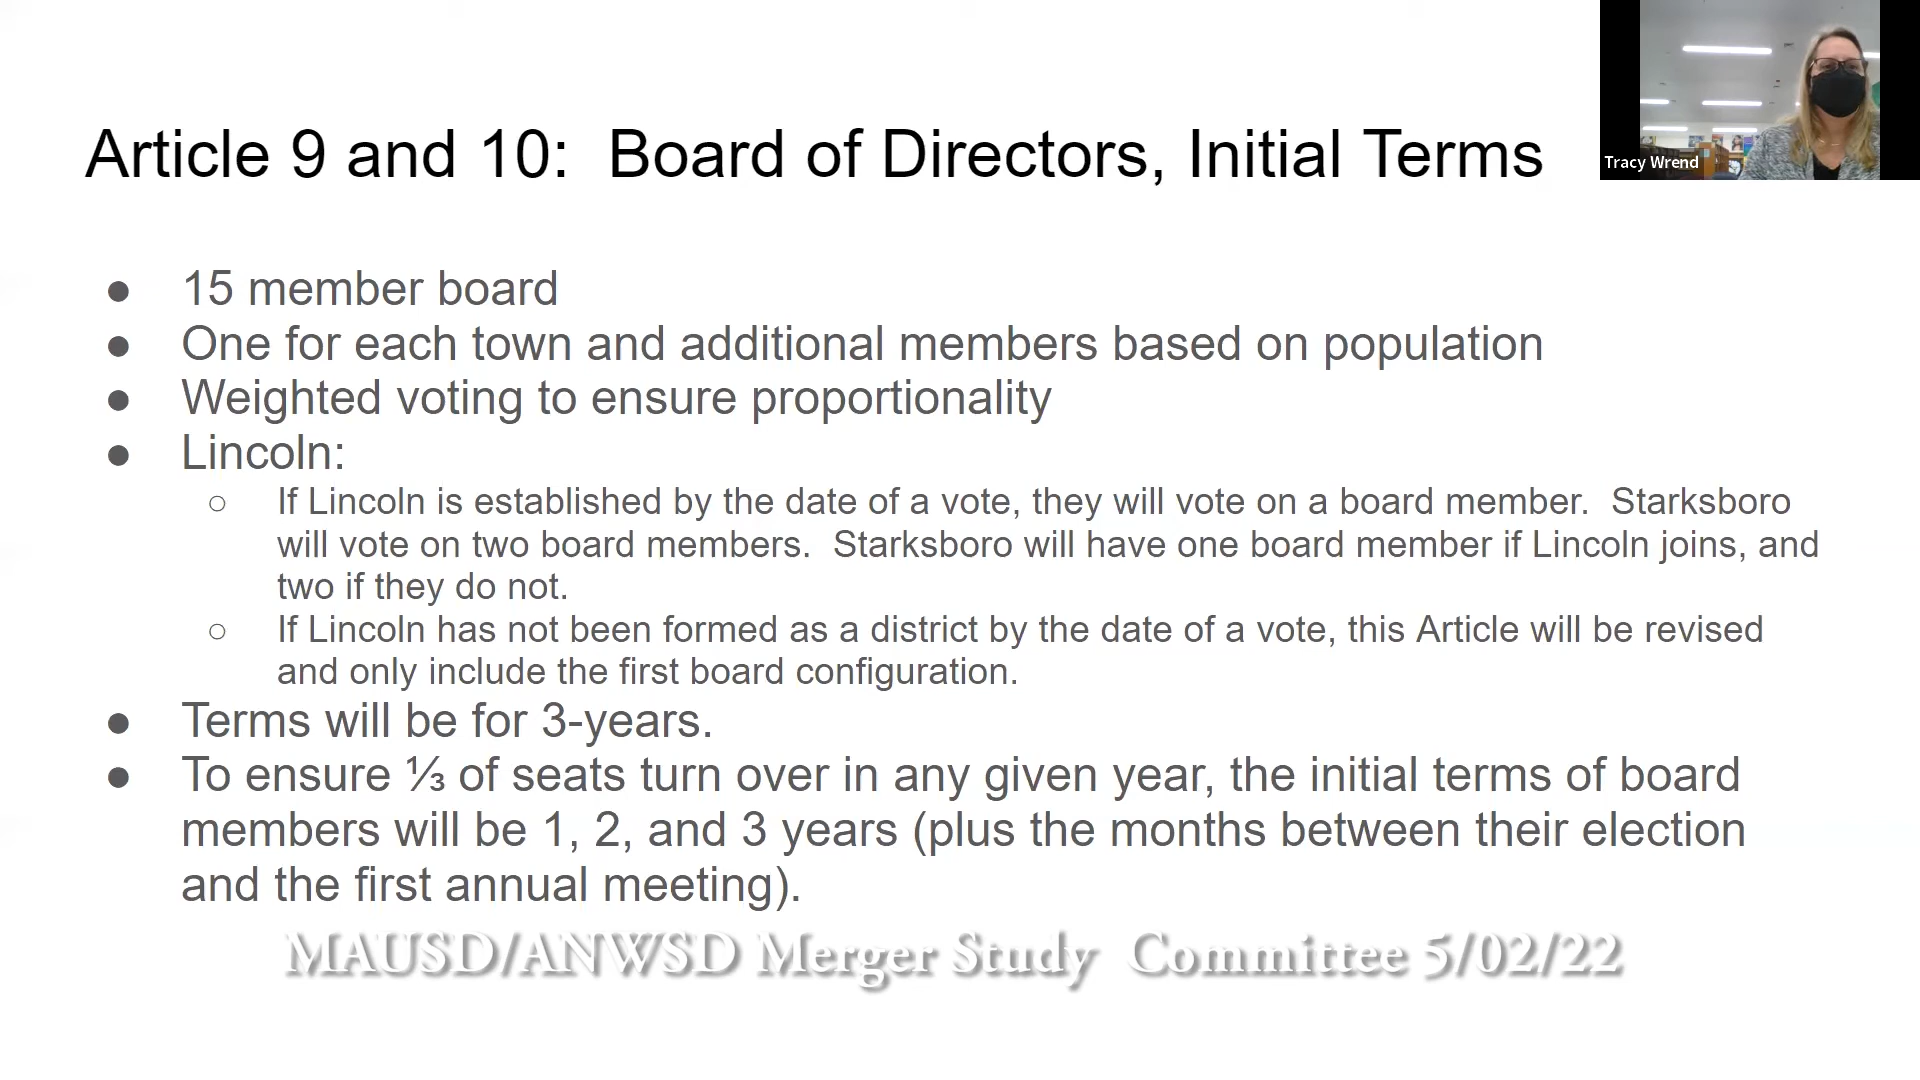 Article 9 and 10:  Board of Directors, Initial Terms
Tracy Wrend
● 15 member board
● One for each town and additional members based on population
● Weighted voting to ensure proportionality
● Lincoln:
○ If Lincoln is established by the date of a vote, they will vote on a board member.  Starksboro
will vote on two board members.  Starksboro will have one board member if Lincoln joins, and
two if they do not.
○ If Lincoln has not been formed as a district by the date of a vote, this Article will be revised
and only include the first board configuration.
● Terms will be for 3-years.
● To ensure ⅓ of seats turn over in any given year, the initial terms of board
members will be 1, 2, and 3 years (plus the months between their election
and the first annual meeting).
MAUSD/ANWSD Merger Study  Committee 5/02/22